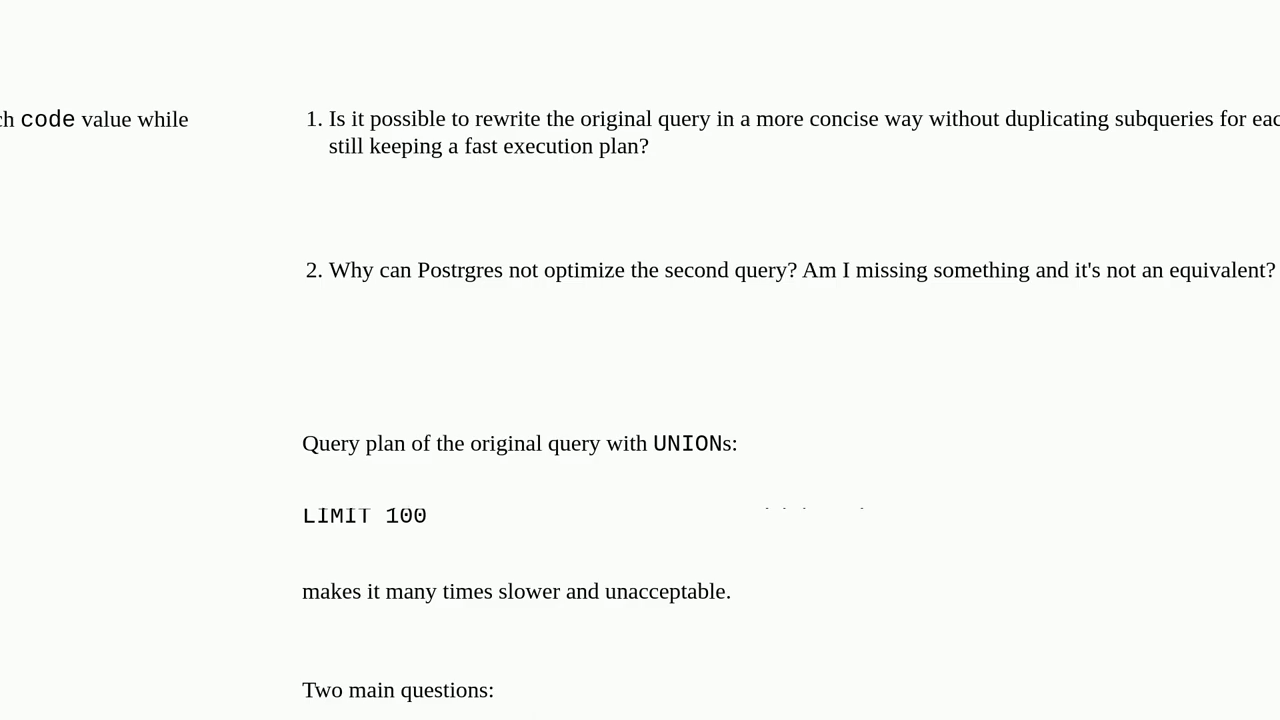 1. Is it possible to rewrite the original query in a more concise way without duplicating subqueries for eac
ch code value while
still keeping a fast execution plan?
2. Why can Postrgres not optimize the second query? Am I missing something and it's not an equivalent?
Query plan of the original query with UNIONs:
LIMIT 100
makes it many times slower and unacceptable.
Two main questions: